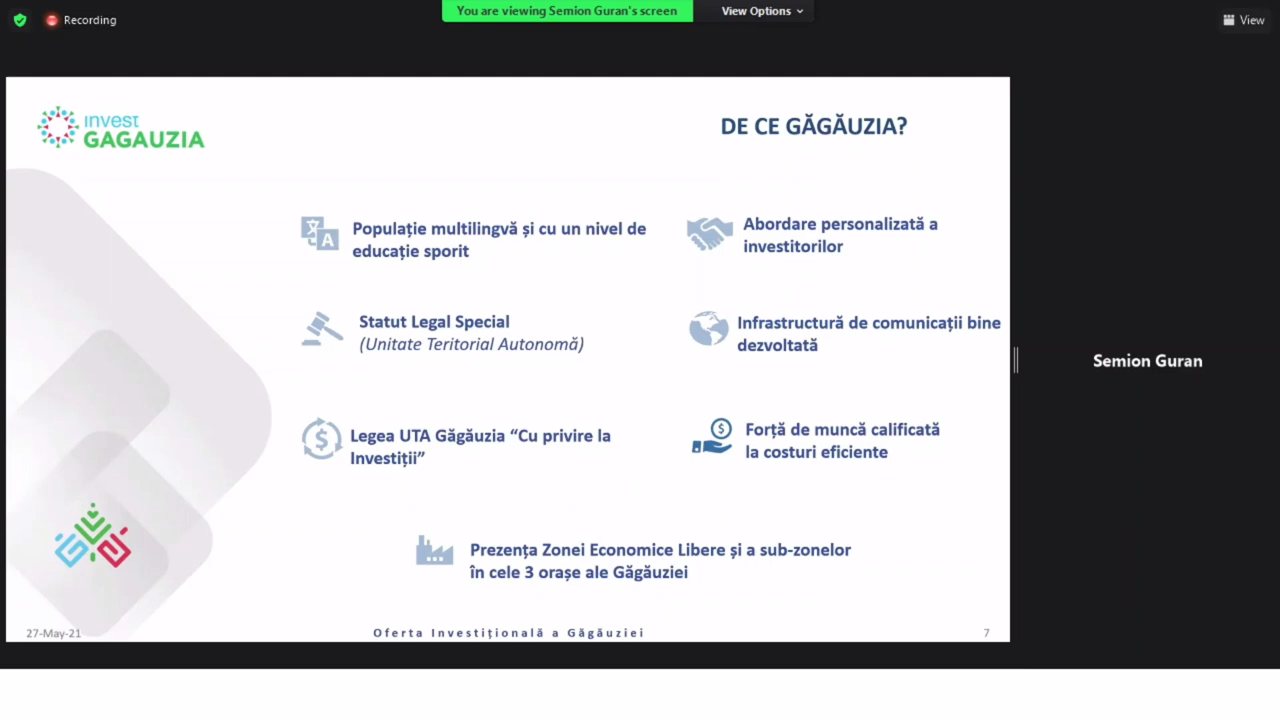 Recording
You are viewing Semion Guran's screen
View Options
View
invest
GAGAUZIA
DE CE GĂGĂUZIA?
Populație multilingvă și cu un nivel de
educație sporit
Abordare personalizată a
investitorilor
Statut Legal Special
(Unitate Teritorial Autonomă)
Infrastructură de comunicații bine
dezvoltată
Legea UTA Găgăuzia “Cu privire la
Investiții”
Forță de muncă calificată
la costuri eficiente
Prezența Zonei Economice Libere și a sub-zonelor
în cele 3 orașe ale Găgăuziei
27-May-21
Oferta Investițională a Găgăuziei
7
Semion Guran